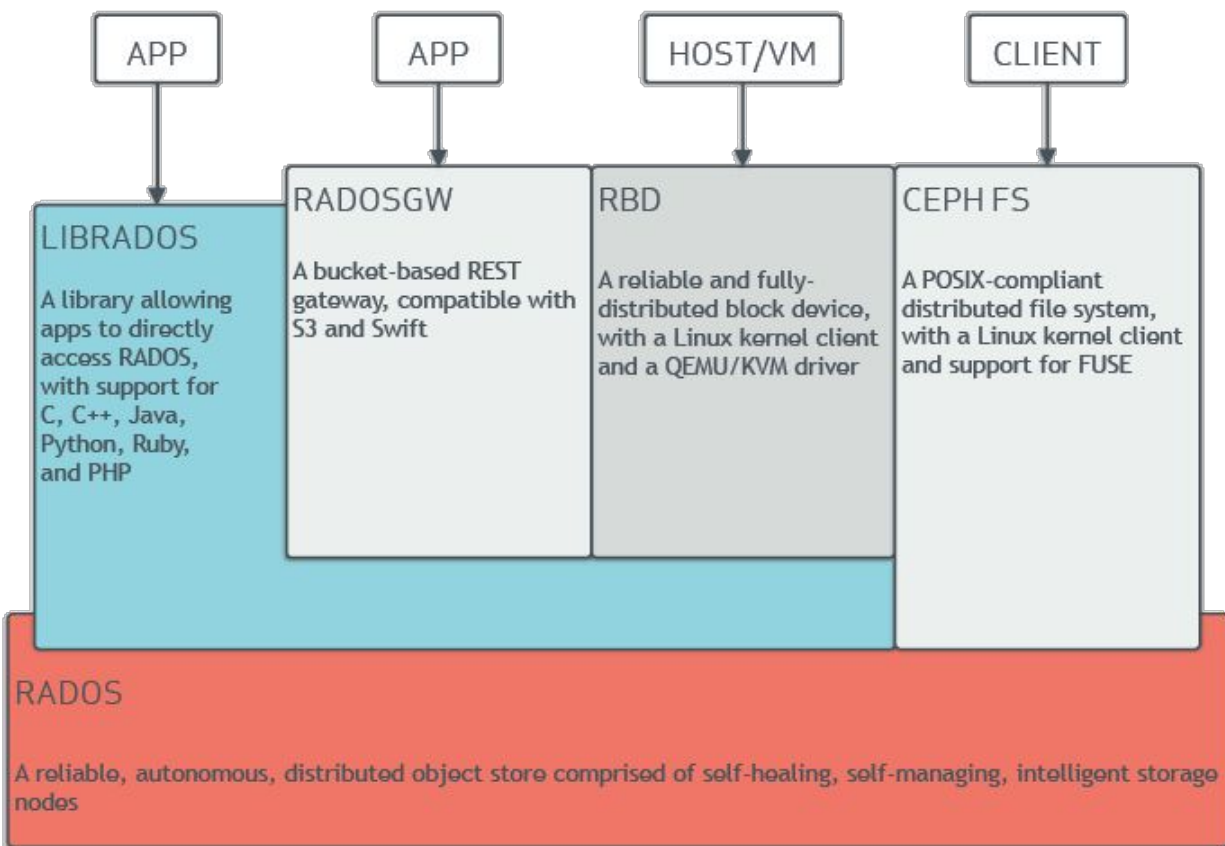 APP
APP
HOST/VM
CLIENT
LIBRADOS
A library allowing
apps to directly
access RADOS,
with support for
C, C++, Java,
Python, Ruby,
and PHP
RADOSGW
A bucket-based REST
gateway, compatible with
S3 and Swift
RBD
A reliable and fully-
distributed block device,
with a Linux kernel client
and a QEMU/KVM driver
CEPH FS
A POSIX-compliant
distributed file system,
with a Linux kernel client
and support for FUSE
RADOS
A reliable, autonomous, distributed object store comprised of self-healing, self-managing, intelligent storage
nodes